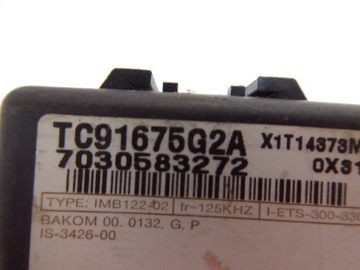 TC91675G2A X1T14373M
7030583272 0X31
TYPE: IMB122-02 fr=125KHZ I-ETS-300-330
BAKOM 00. 0132. G. P
IS-3426-00